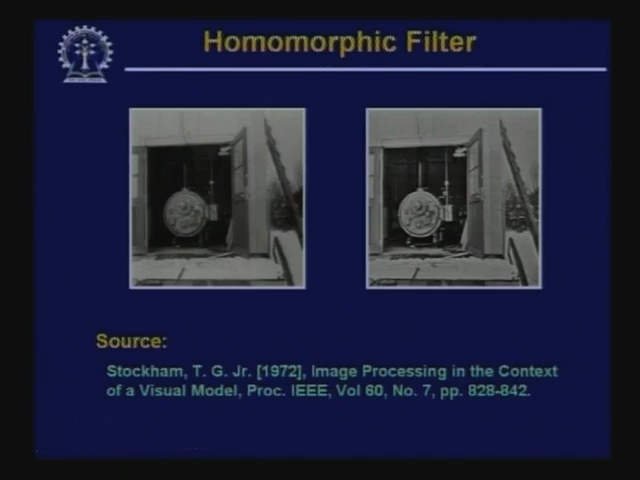 Homomorphic Filter
Source:
Stockham, T. G. Jr. [1972], Image Processing in the Context
of a Visual Model, Proc. IEEE, Vol 60, No. 7, pp. 828-842.